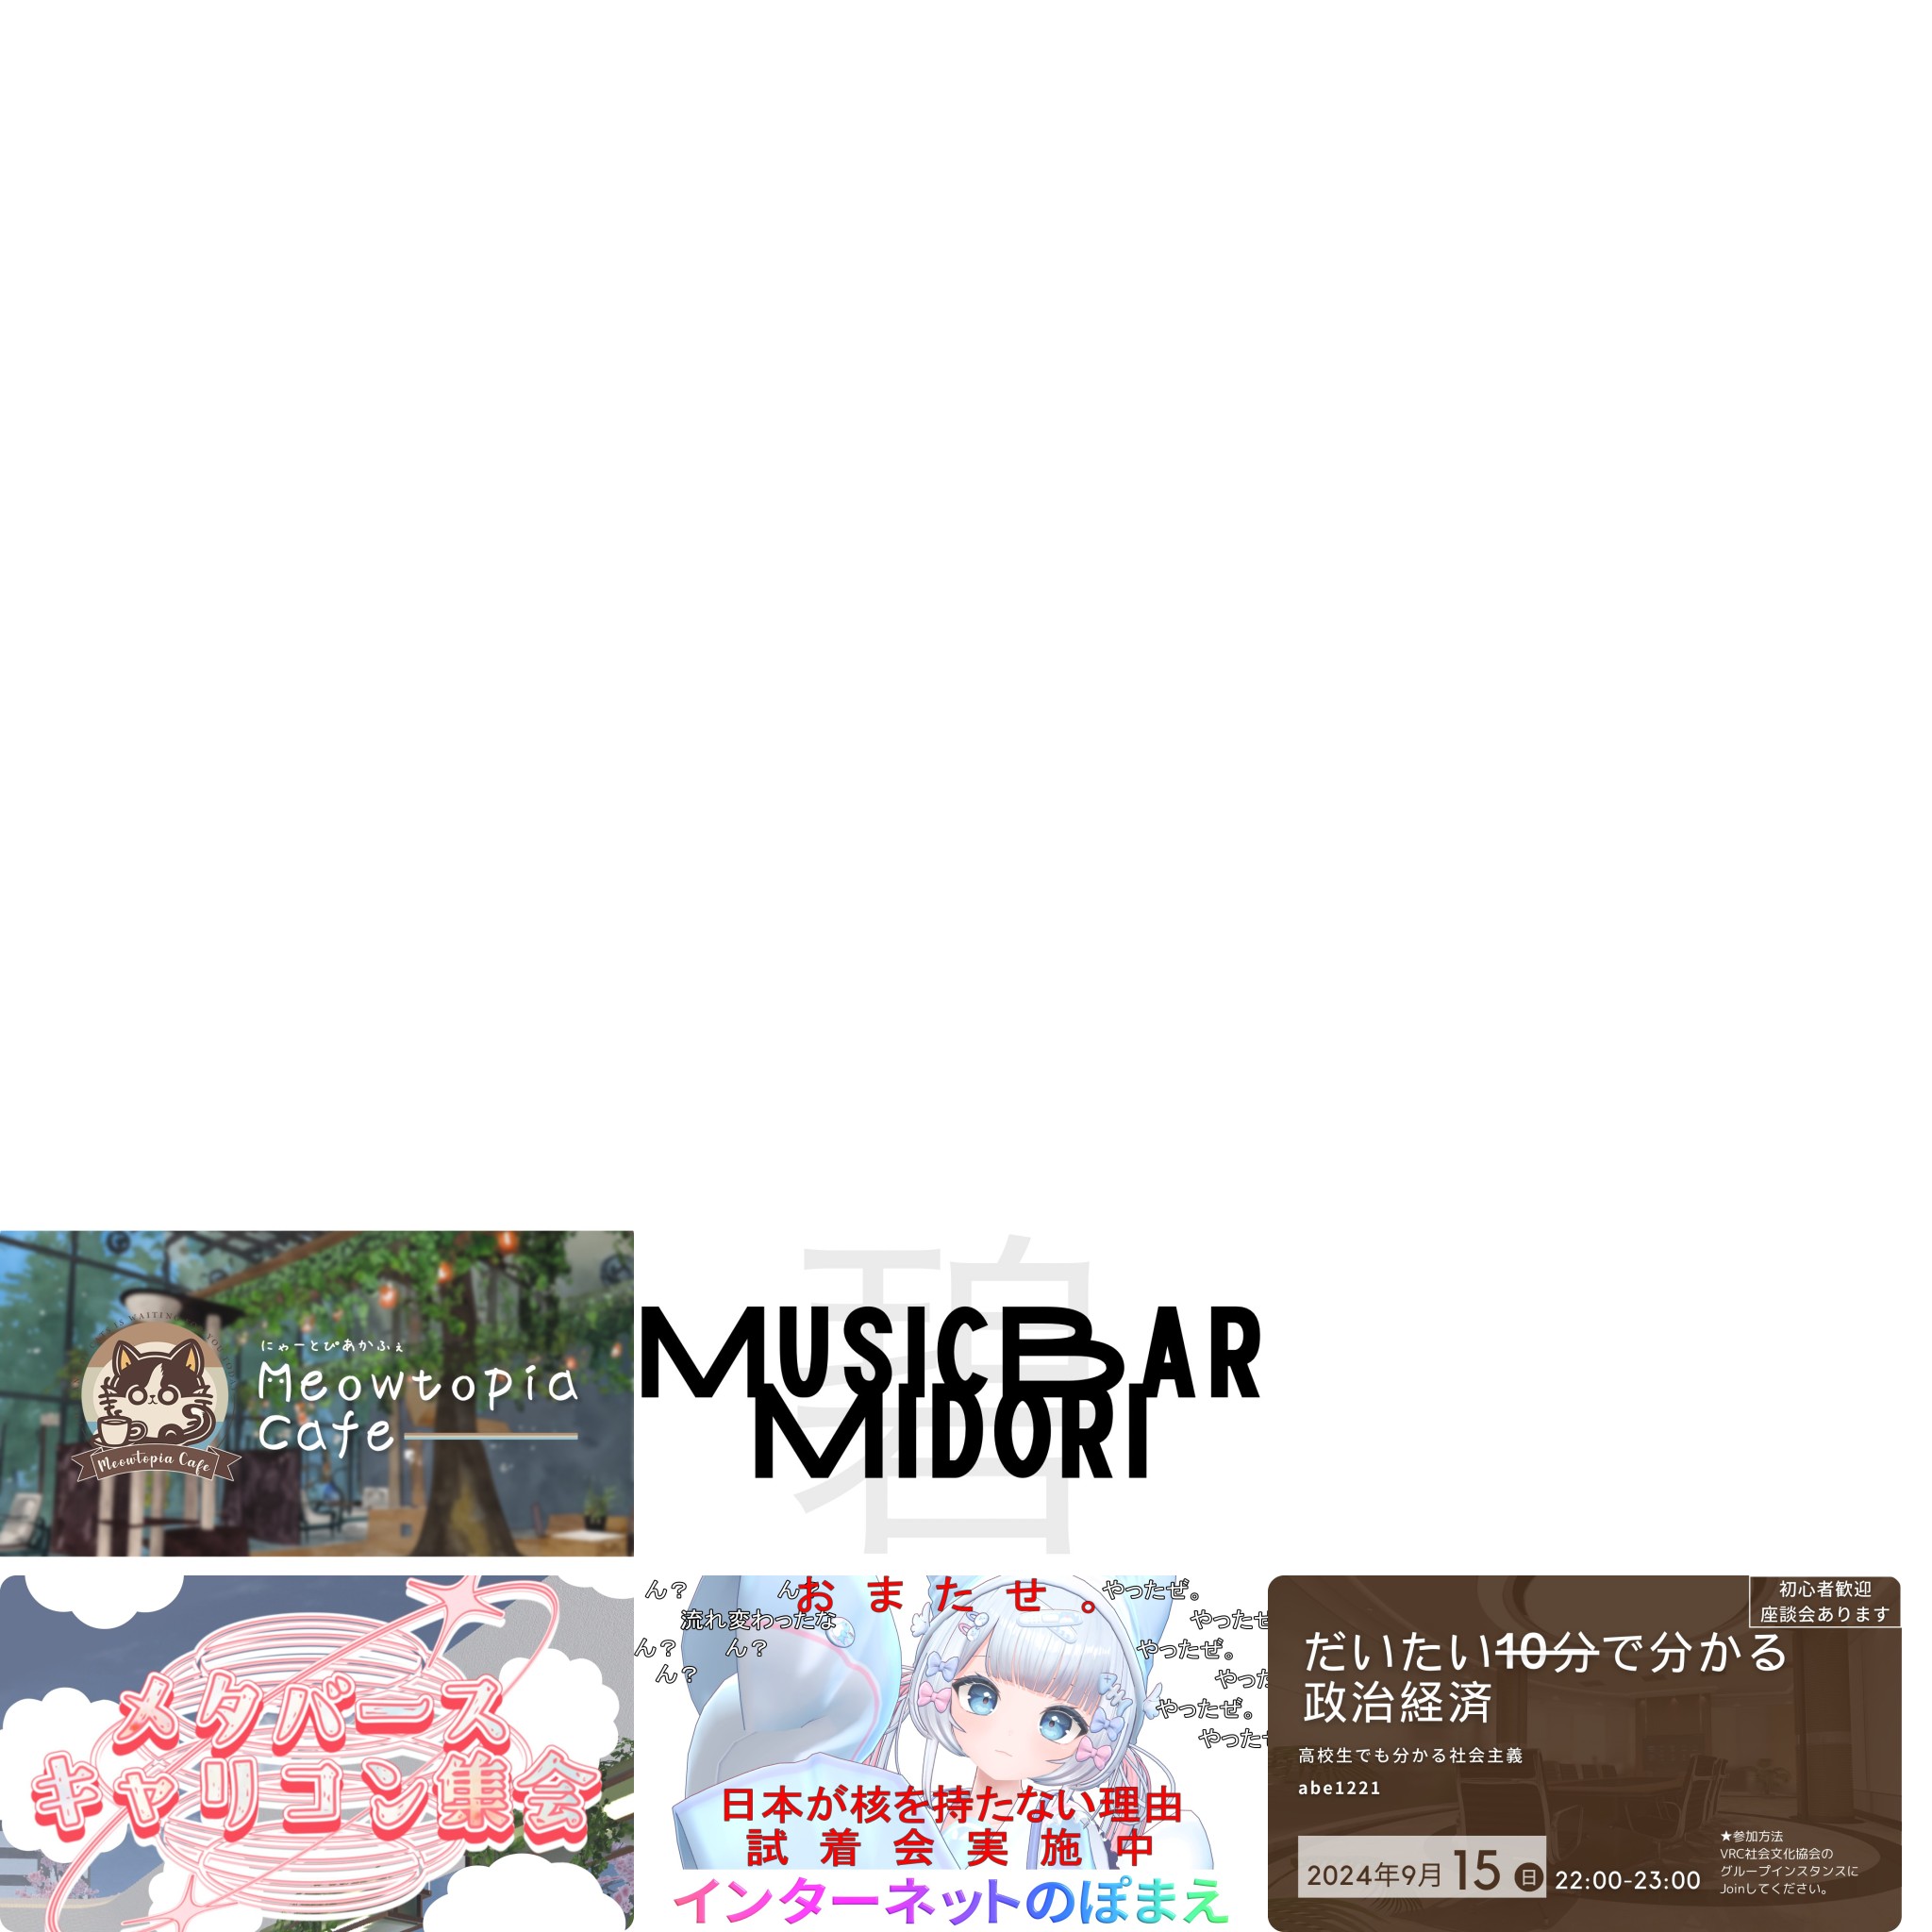 にゃーとぴあかふぇ
Meowtopia
Cafe
Meowtopia Cafe
碧
MUSICBAR
MIDORI
メタバース
キャリコン集会
おまたせ。
ん？
ん？
やったぜ。
流れ変わったな
やったぜ
ん？
ん？
やったぜ。
ん？
やった
やったぜ。
やったぜ
日本が核を持たない理由
試着会実施中
インターネットのぽまえ
初心者歓迎
座談会あります
だいたい10分で分かる
政治経済
高校生でも分かる社会主義
abe1221
2024年9月15日 22:00-23:00
★参加方法
VRC社会文化協会の
グループインスタンスに
Joinしてください。